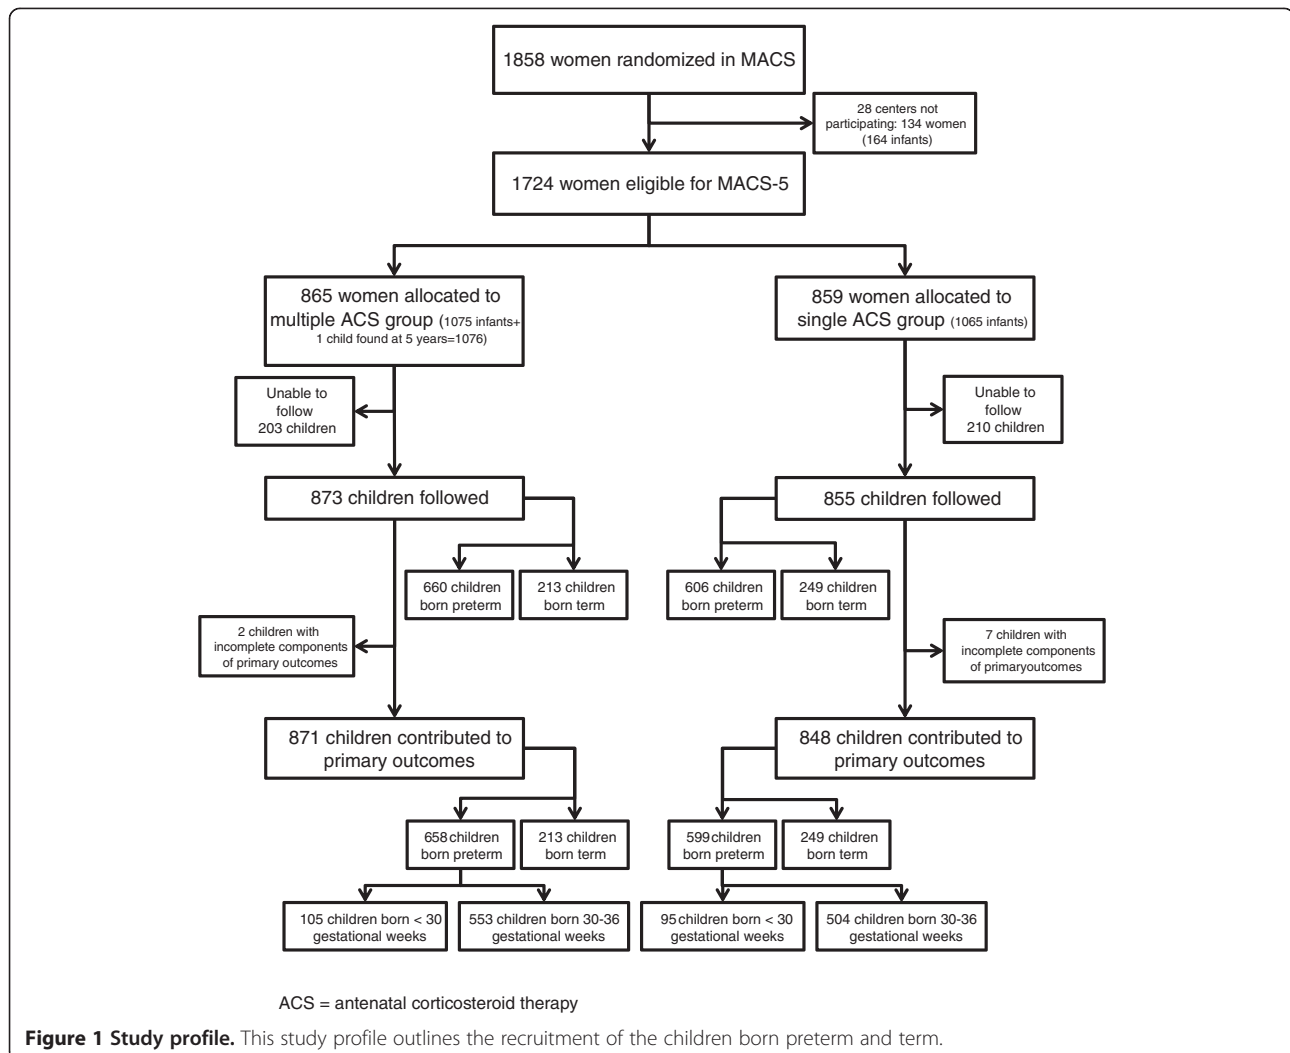 1858 women randomized in MACS
28 centers not
participating: 134 women
(164 infants)
1724 women eligible for MACS-5
865 women allocated to
multiple ACS group (1075 infants+
1 child found at 5 years=1076)
859 women allocated to
single ACS group (1065 infants)
Unable to
follow
203 children
Unable to
follow
210 children
873 children followed
855 children followed
660 children
born preterm
213 children
born term
606 children
born preterm
249 children
born term
2 children with
incomplete components
of primary outcomes
7 children with
incomplete components
of primaryoutcomes
871 children contributed to
primary outcomes
848 children contributed to
primary outcomes
658children
born preterm
213 children
born term
599children
born preterm
249 children
born term
105 children born < 30
gestational weeks
553 children born 30-36
gestational weeks
95children born < 30
gestational weeks
504 children born 30-36
gestational weeks
ACS = antenatal corticosteroid therapy
Figure 1 Study profile. This study profile outlines the recruitment of the children born preterm and term.